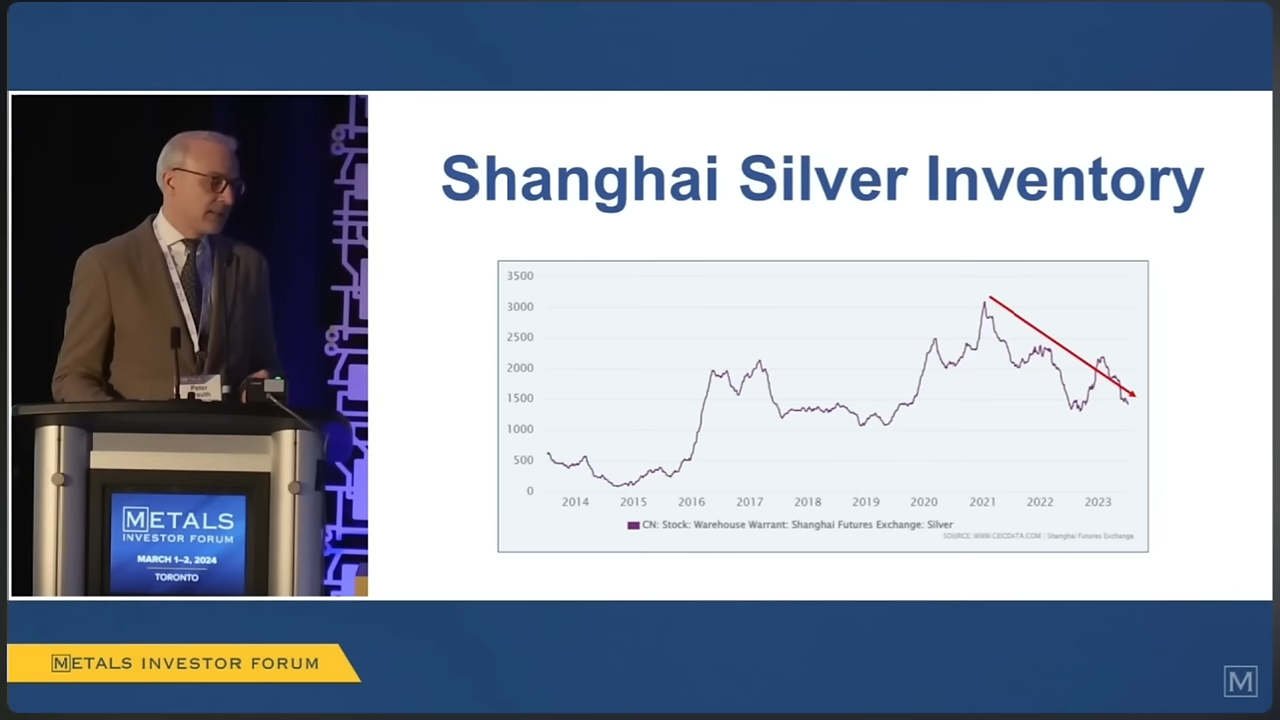 Shanghai Silver Inventory
3500
3000
2500
2000
1500
1000
500
0
2014 2015 2016 2017 2018 2019 2020 2021 2022 2023
CN: Stock: Warehouse Warrant: Shanghai Futures Exchange: Silver
SOURCE: WWW.CEICDATA.COM | Shanghai Futures Exchange
Peter
METALS
INVESTOR FORUM
MARCH 1–2, 2024
TORONTO
METALS INVESTOR FORUM
M